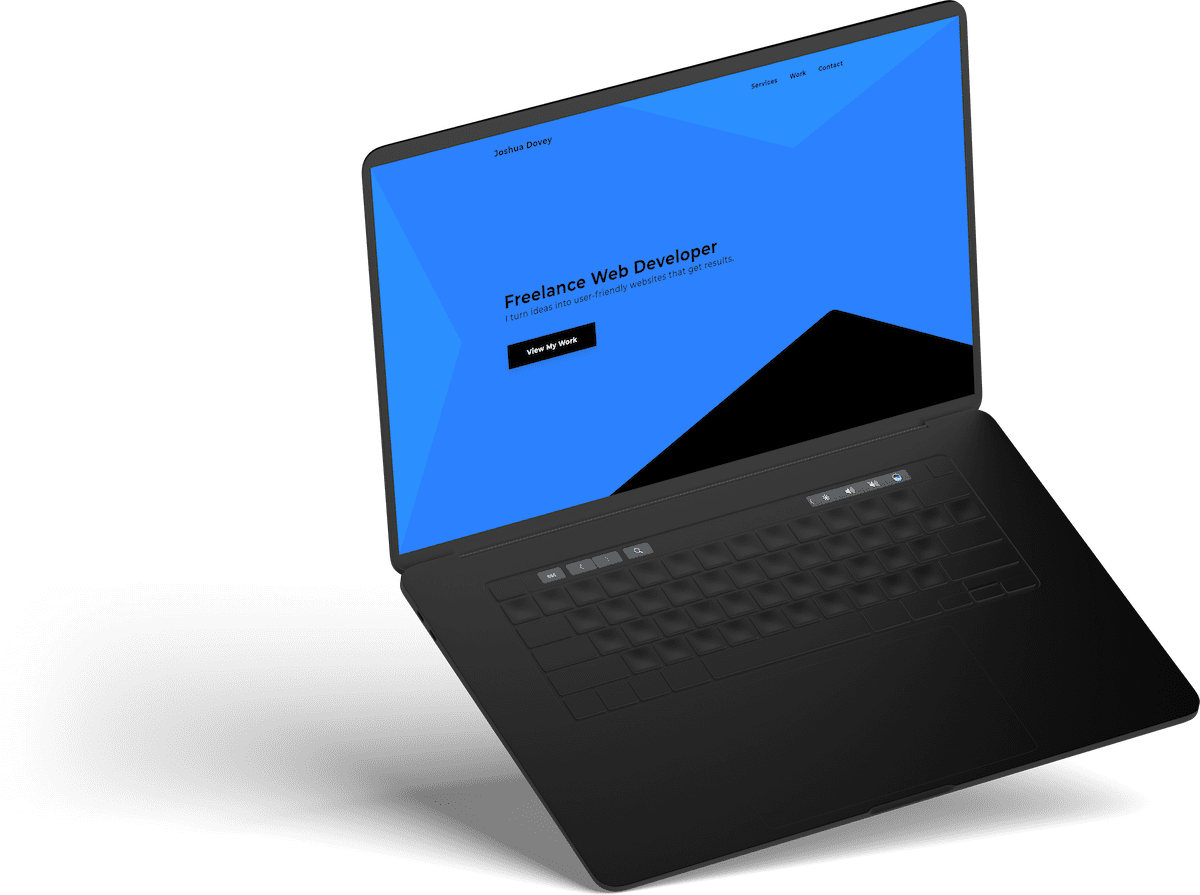 Services Work Contact
Joshua Dovey
Freelance Web Developer
I turn ideas into user-friendly websites that get results.
View My Work
esc